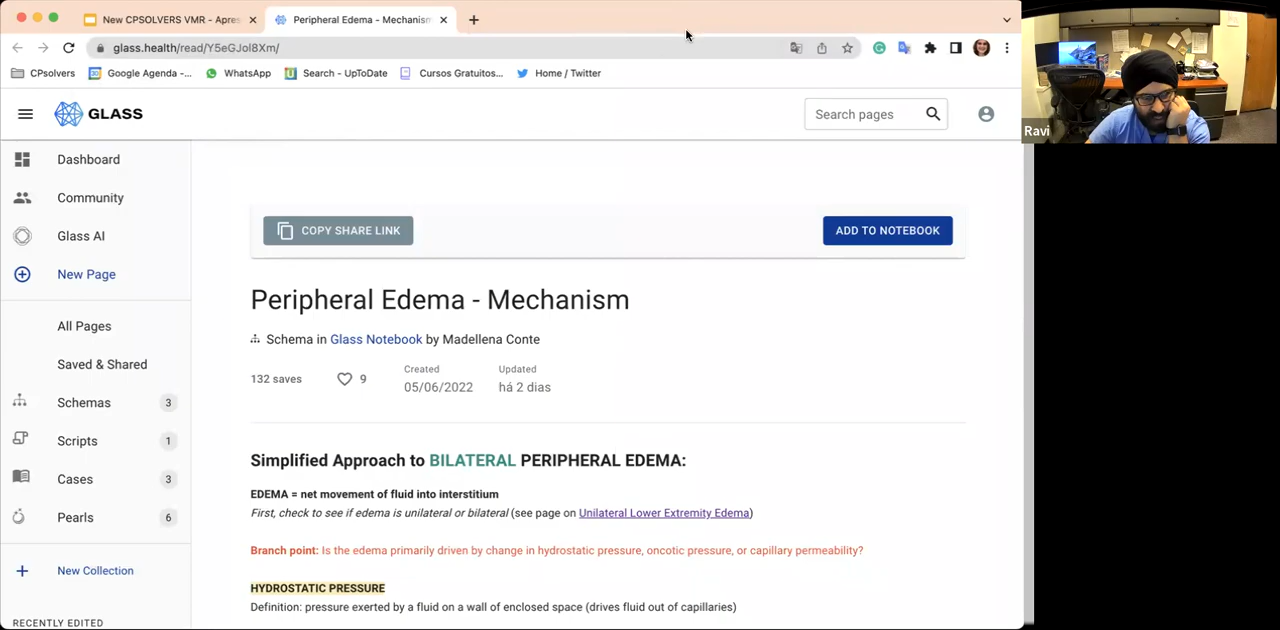 New CPSOLVERS VMR - Apres
Peripheral Edema - Mechanism
glass.health/read/Y5eGJol8Xm/
CPsolvers
Google Agenda -...
WhatsApp
Search - UpToDate
Cursos Gratuitos...
Home / Twitter
GLASS
Search pages
Ravi
Dashboard
Community
Glass AI
New Page
All Pages
Saved & Shared
Schemas 3
Scripts 1
Cases 3
Pearls 6
New Collection
RECENTLY EDITED
COPY SHARE LINK
ADD TO NOTEBOOK
Peripheral Edema - Mechanism
Schema in Glass Notebook by Madellena Conte
132 saves
9
Created
05/06/2022
Updated
há 2 dias
Simplified Approach to BILATERAL PERIPHERAL EDEMA:
EDEMA = net movement of fluid into interstitium
First, check to see if edema is unilateral or bilateral (see page on Unilateral Lower Extremity Edema)
Branch point: Is the edema primarily driven by change in hydrostatic pressure, oncotic pressure, or capillary permeability?
HYDROSTATIC PRESSURE
Definition: pressure exerted by a fluid on a wall of enclosed space (drives fluid out of capillaries)